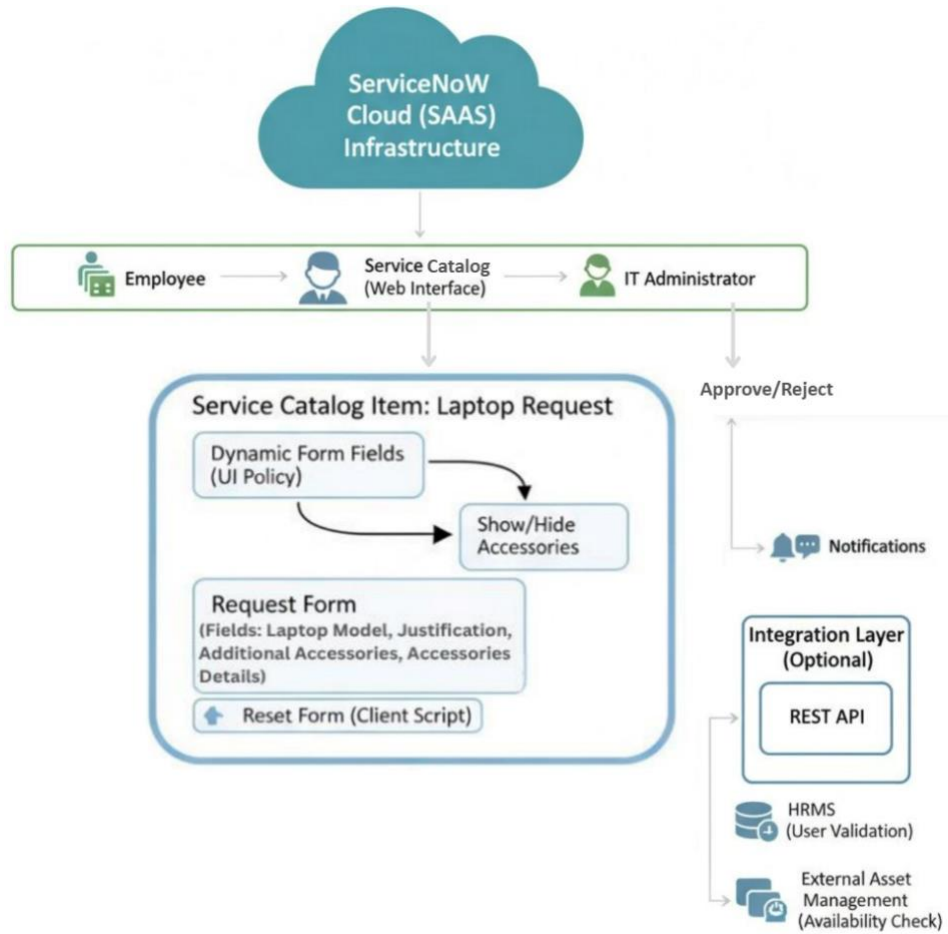 ServiceNoW
Cloud (SAAS)
Infrastructure
Employee
Service Catalog
(Web Interface)
IT Administrator
Approve/Reject
Service Catalog Item: Laptop Request
Dynamic Form Fields
(UI Policy)
Show/Hide
Accessories
Request Form
(Fields: Laptop Model, Justification,
Additional Accessories, Accessories
Details)
Reset Form (Client Script)
Notifications
Integration Layer
(Optional)
REST API
HRMS
(User Validation)
External Asset
Management
(Availability Check)